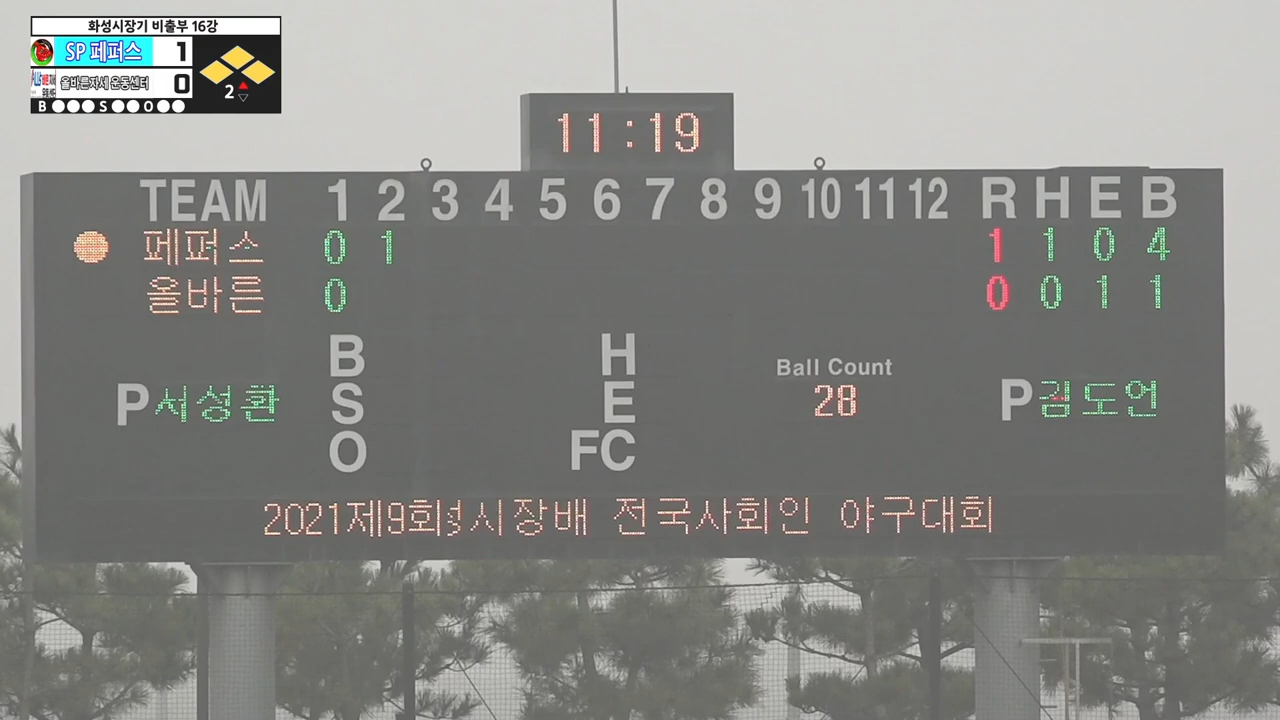 화성시장기 비출부 16강
SP 페퍼스 1
올바른자세 운동센터 0
2
B S O
11:19
TEAM 1 2 3 4 5 6 7 8 9 10 11 12 R H E B
페퍼스 0 1 1 1 0 4
올바른 0 0 0 1 1
B H
Ball Count
P 서성환 S E 28 P 김도언
O FC
2021제9회 시장배 전국사회인 야구대회